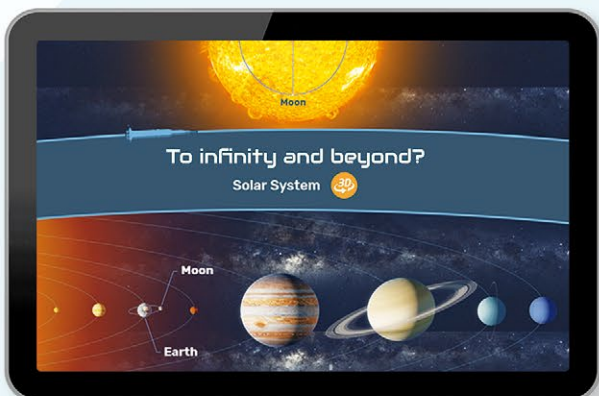 Moon
To infinity and beyond?
Solar System 3D
Moon
Earth